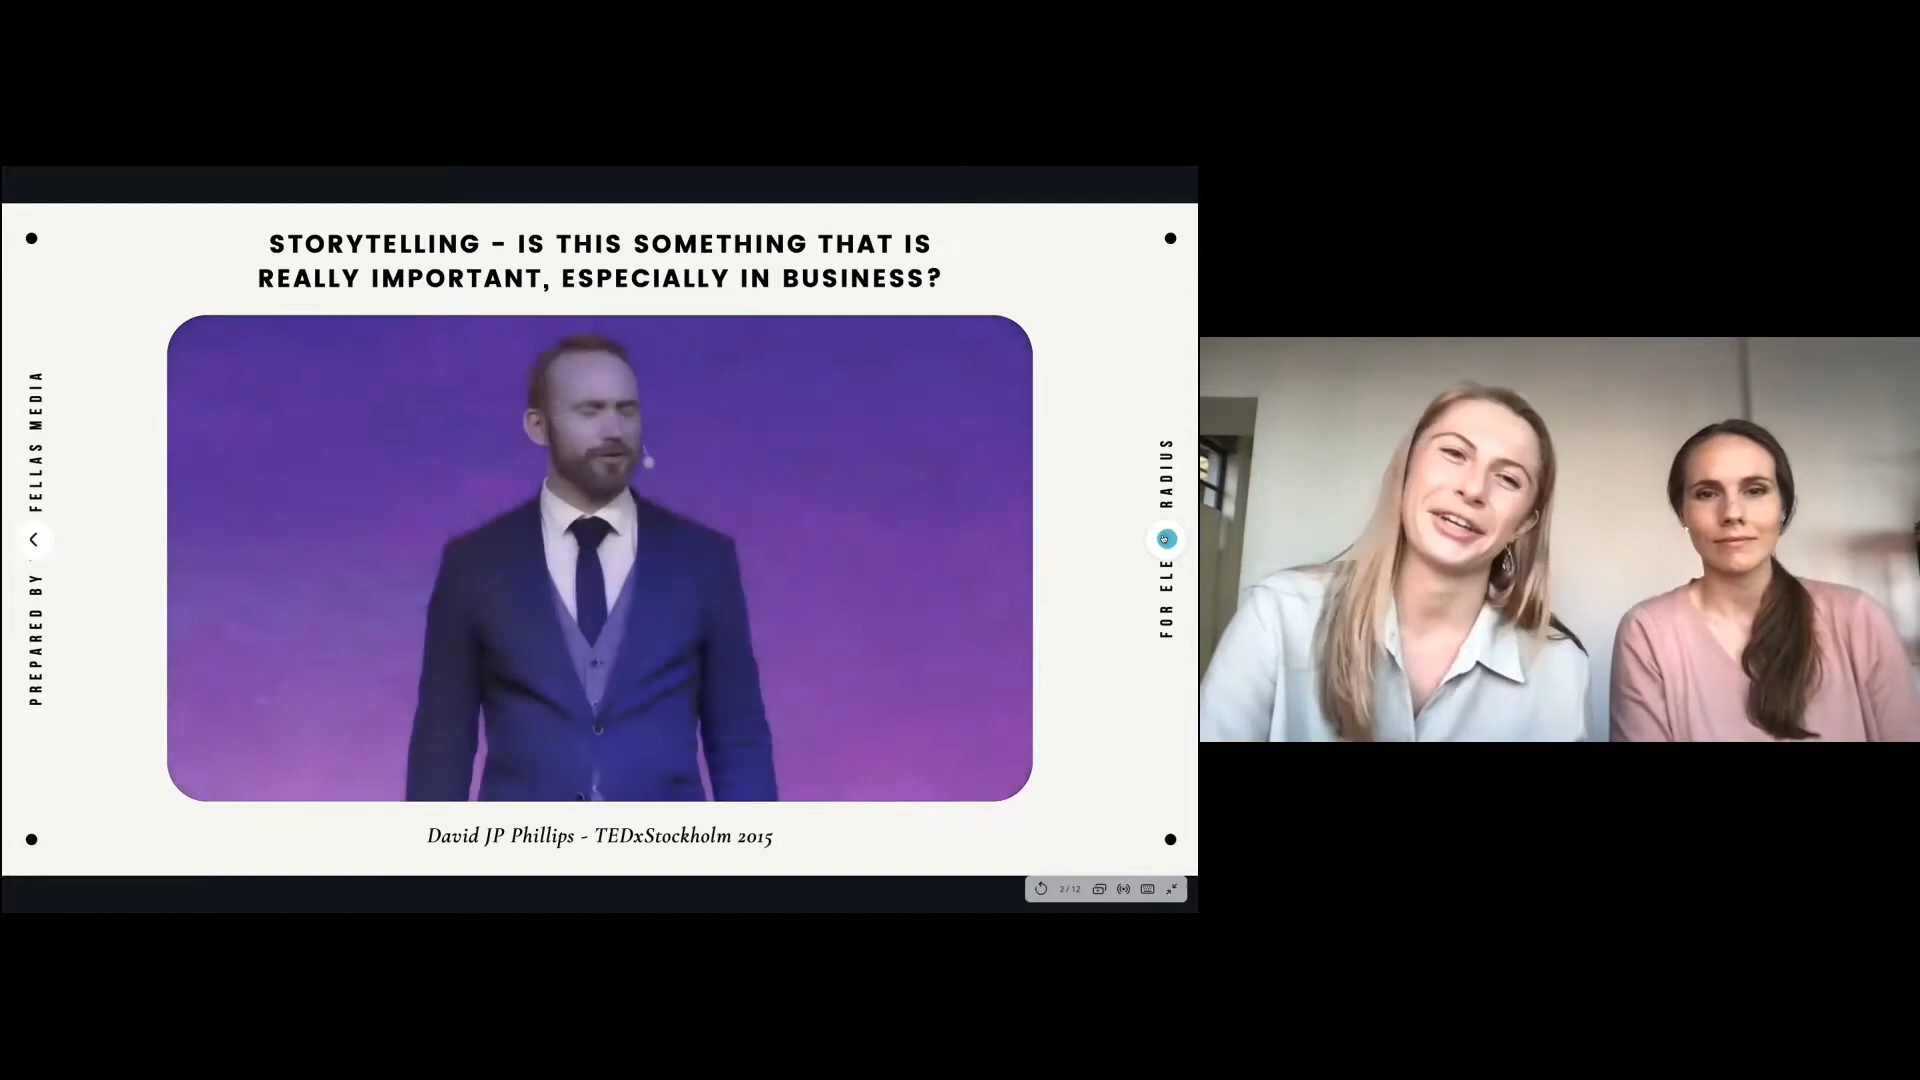 STORYTELLING - IS THIS SOMETHING THAT IS
REALLY IMPORTANT, ESPECIALLY IN BUSINESS?
PREPARED BY
FELLAS MEDIA
FOR ELE
RADIUS
David JP Phillips - TEDxStockholm 2015
2 / 12